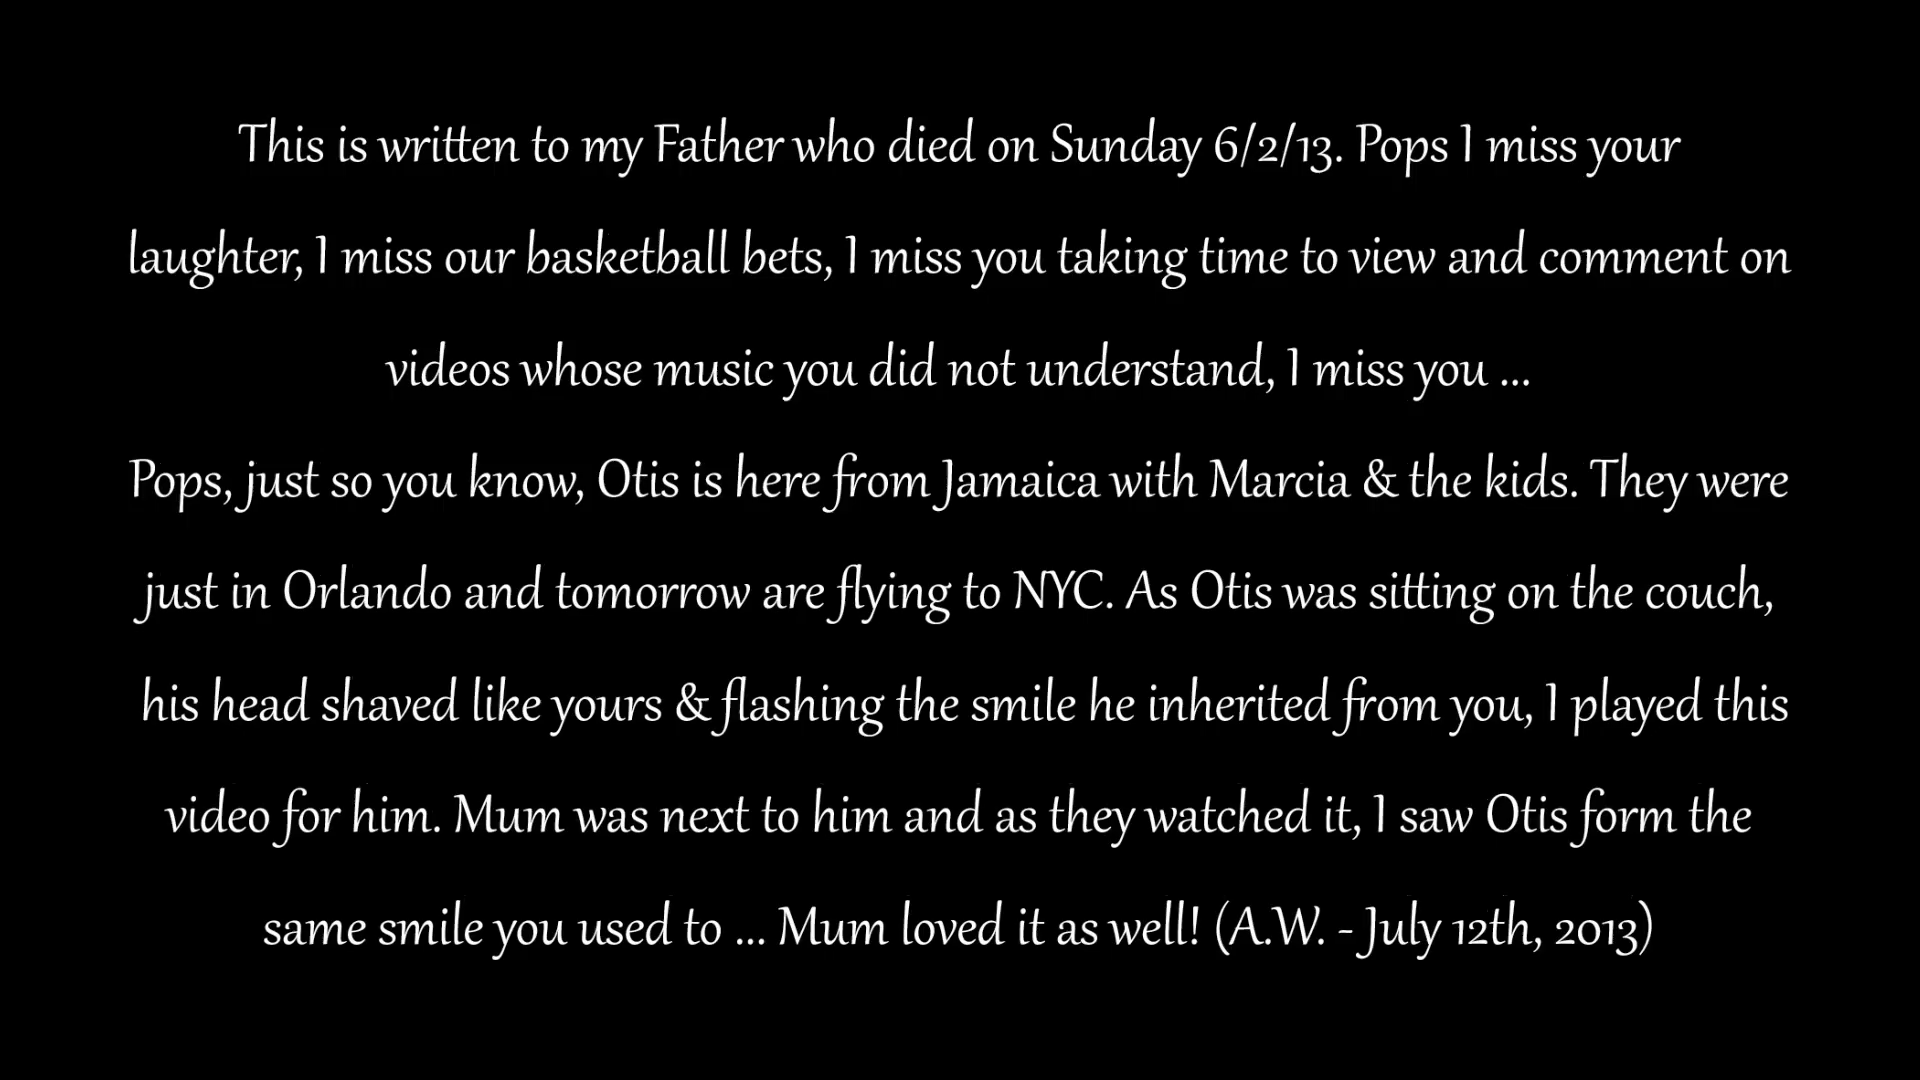 This is written to my Father who died on Sunday 6/2/13. Pops I miss your
laughter, I miss our basketball bets, I miss you taking time to view and comment on
videos whose music you did not understand, I miss you ...
Pops, just so you know, Otis is here from Jamaica with Marcia & the kids. They were
just in Orlando and tomorrow are flying to NYC. As Otis was sitting on the couch,
his head shaved like yours & flashing the smile he inherited from you, I played this
video for him. Mum was next to him and as they watched it, I saw Otis form the
same smile you used to ... Mum loved it as well! (A.W. - July 12th, 2013)